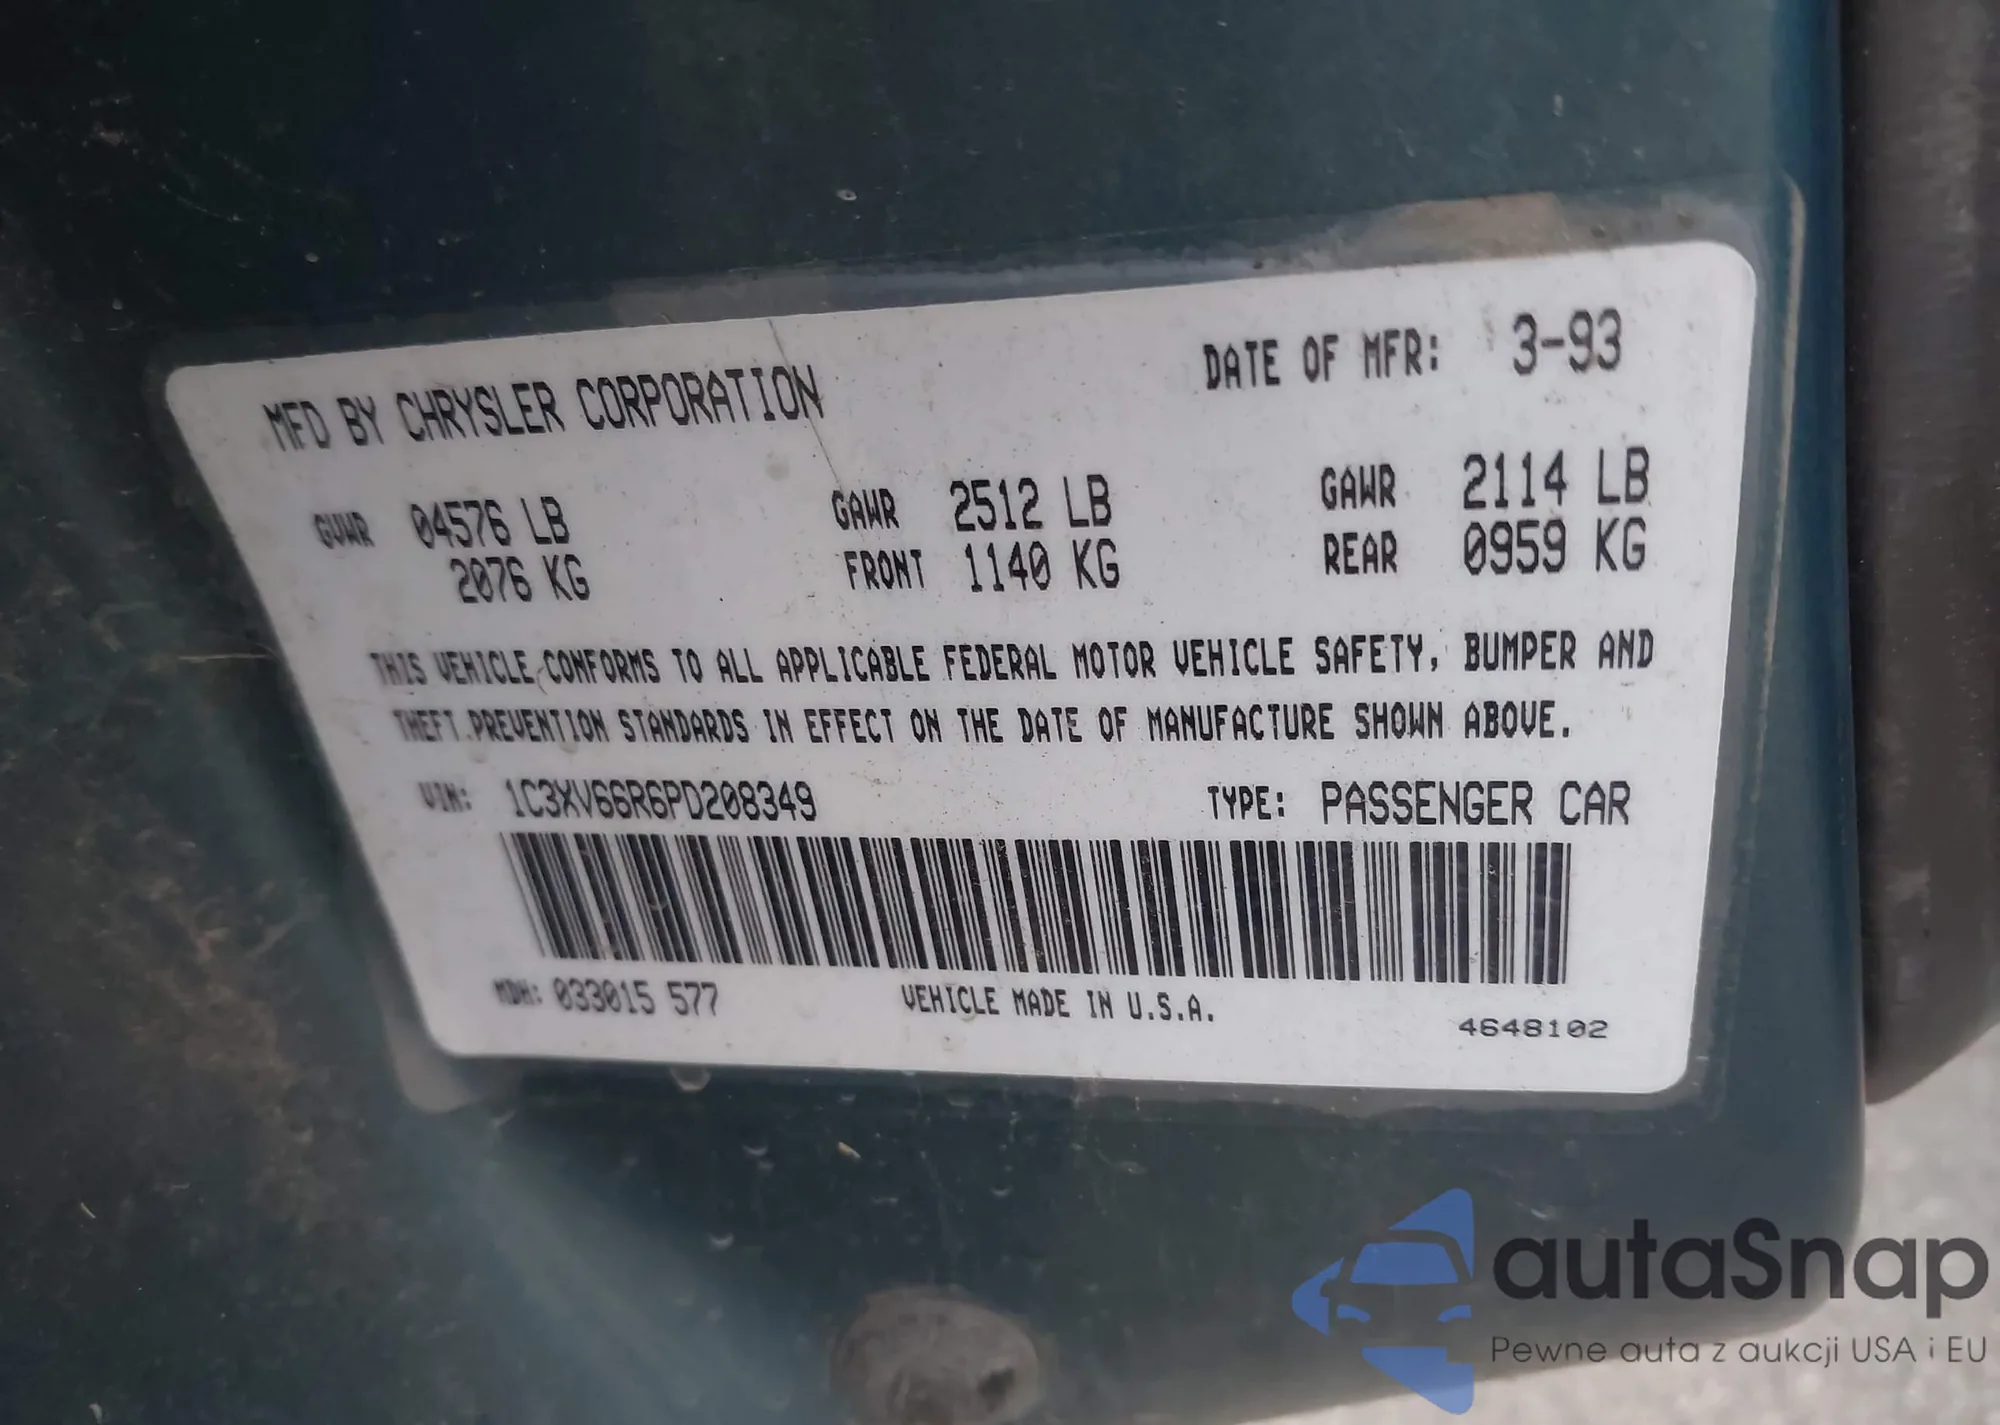 MFD BY CHRYSLER CORPORATION DATE OF MFR: 3-93
GVWR 04576 LB GAWR 2512 LB GAWR 2114 LB
2076 KG FRONT 1140 KG REAR 0959 KG
THIS VEHICLE CONFORMS TO ALL APPLICABLE FEDERAL MOTOR VEHICLE SAFETY, BUMPER AND
THEFT PREVENTION STANDARDS IN EFFECT ON THE DATE OF MANUFACTURE SHOWN ABOVE.
VIN: 1C3XV66R6PD208349 TYPE: PASSENGER CAR
MDH: 033015 577 VEHICLE MADE IN U.S.A.
4648102
autaSnap
Pewne auta z aukcji USA i EU